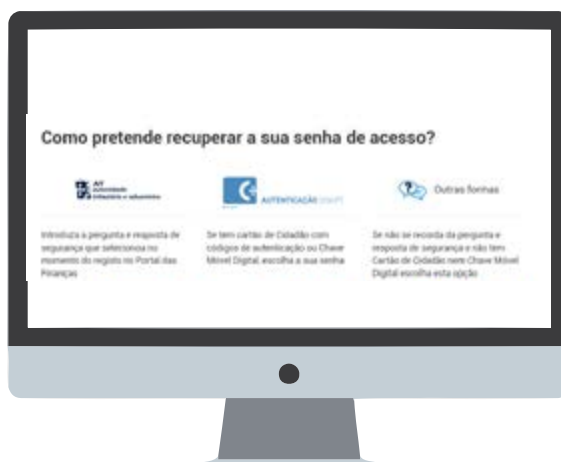 Como pretende recuperar a sua senha de acesso?
AT
autoridade
tributária e aduaneira
AUTENTICAÇÃO
Outras formas
Introduza a pergunta e resposta de
segurança que selecionou no
momento do registo no Portal das
Finanças
Se tem cartão de Cidadão com
códigos de autenticação ou Chave
Móvel Digital, escolha a sua senha
Se não se recorda da pergunta e
resposta de segurança e não tem
Cartão de Cidadão nem Chave Móvel
Digital escolha esta opção